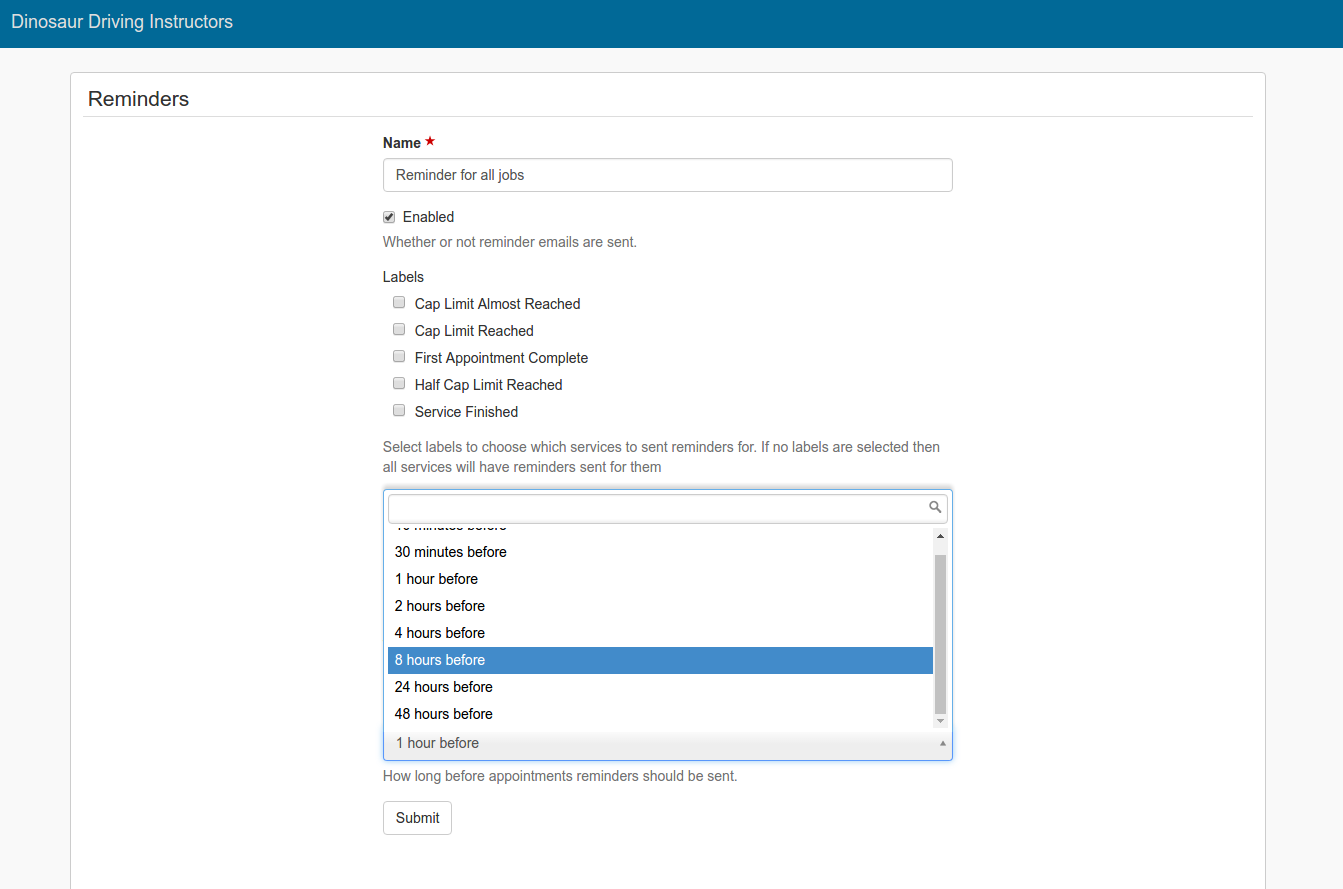 Dinosaur Driving Instructors
Reminders
Name
Reminder for all jobs
Enabled
Whether or not reminder emails are sent.
Labels
Cap Limit Almost Reached
Cap Limit Reached
First Appointment Complete
Half Cap Limit Reached
Service Finished
Select labels to choose which services to sent reminders for. If no labels are selected then
all services will have reminders sent for them
minutes before
30 minutes before
1 hour before
2 hours before
4 hours before
8 hours before
24 hours before
48 hours before
1 hour before
How long before appointments reminders should be sent.
Submit